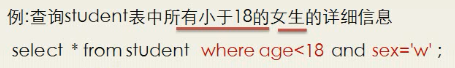 例:查询student表中所有小于18的女生的详细信息
select * from student where age<18 and sex='w' ;